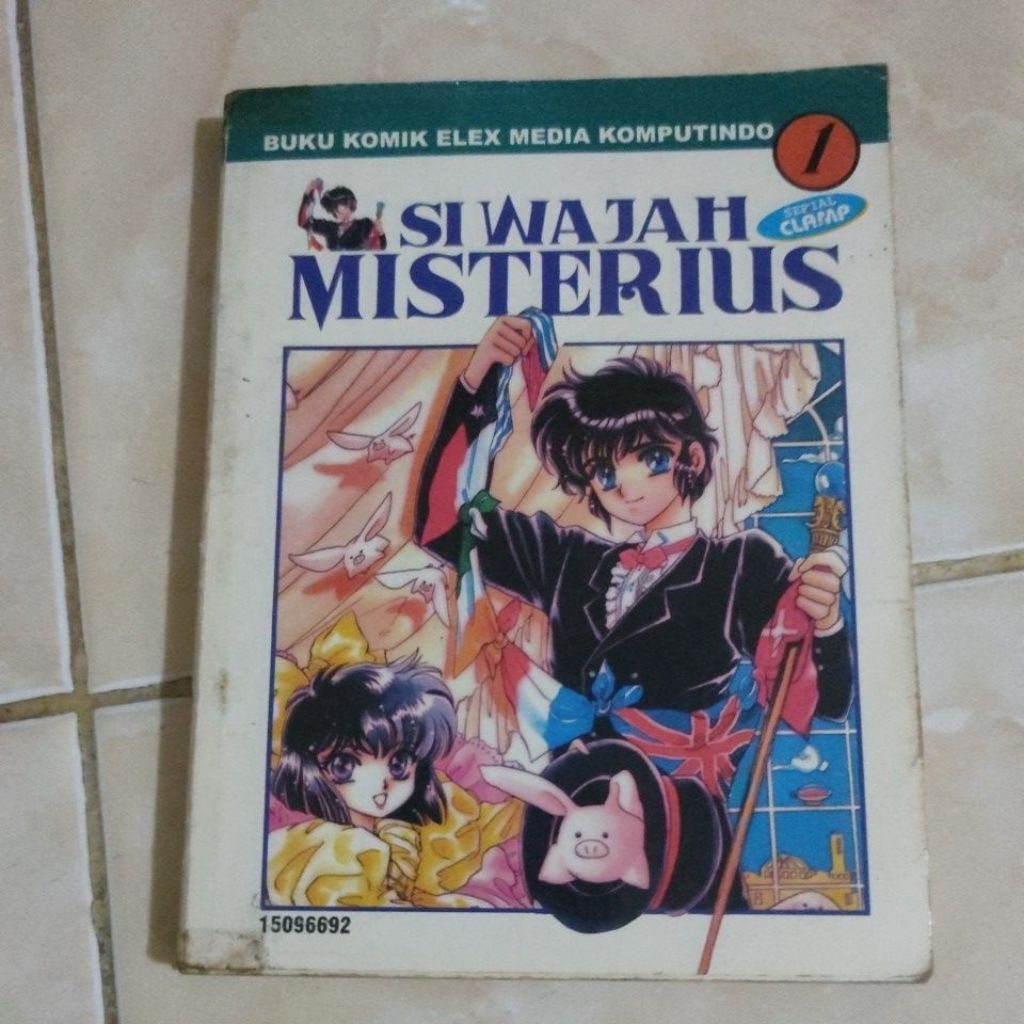 BUKU KOMIK ELEX MEDIA KOMPUTINDO
1
SI WAJAH
MISTERIUS
SERIAL
CLAMP
15096692